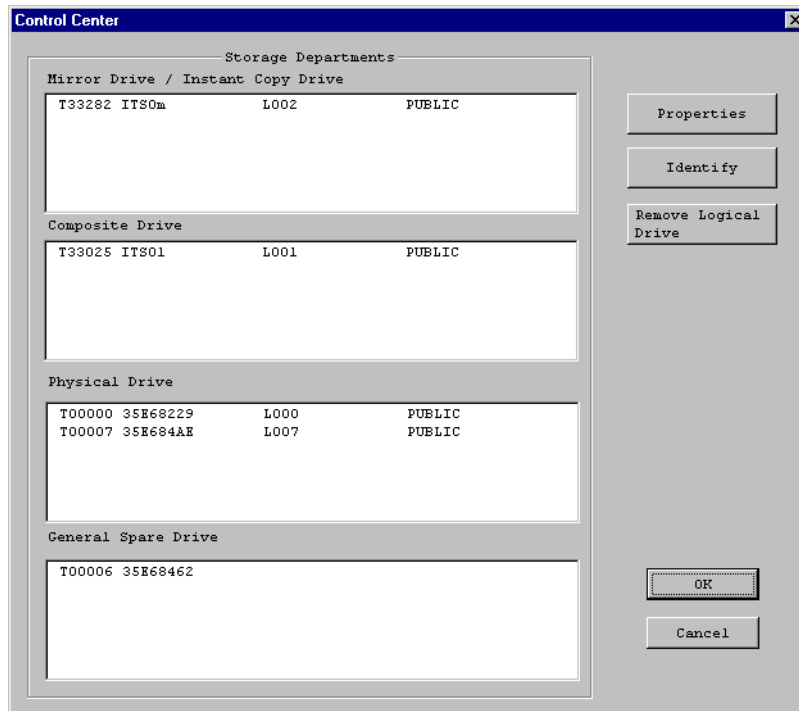 Control Center
Storage Departments
Mirror Drive / Instant Copy Drive
T33282 ITSOm L002 PUBLIC
Composite Drive
T33025 ITSO1 L001 PUBLIC
Physical Drive
T00000 35E68229 L000 PUBLIC
T00007 35E684AE L007 PUBLIC
General Spare Drive
T00006 35E68462
Properties
Identify
Remove Logical
Drive
OK
Cancel